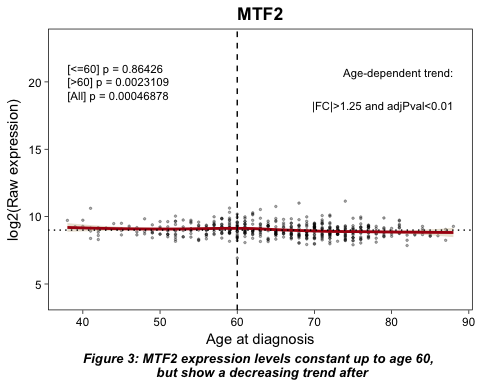 MTF2
[<=60] p = 0.86426
[>60] p = 0.0023109
[All] p = 0.00046878
Age-dependent trend:
|FC|>1.25 and adjPval<0.01
log2(Raw expression)
20
15
10
5
40
50
60
70
80
90
Age at diagnosis
Figure 3: MTF2 expression levels constant up to age 60,
but show a decreasing trend after